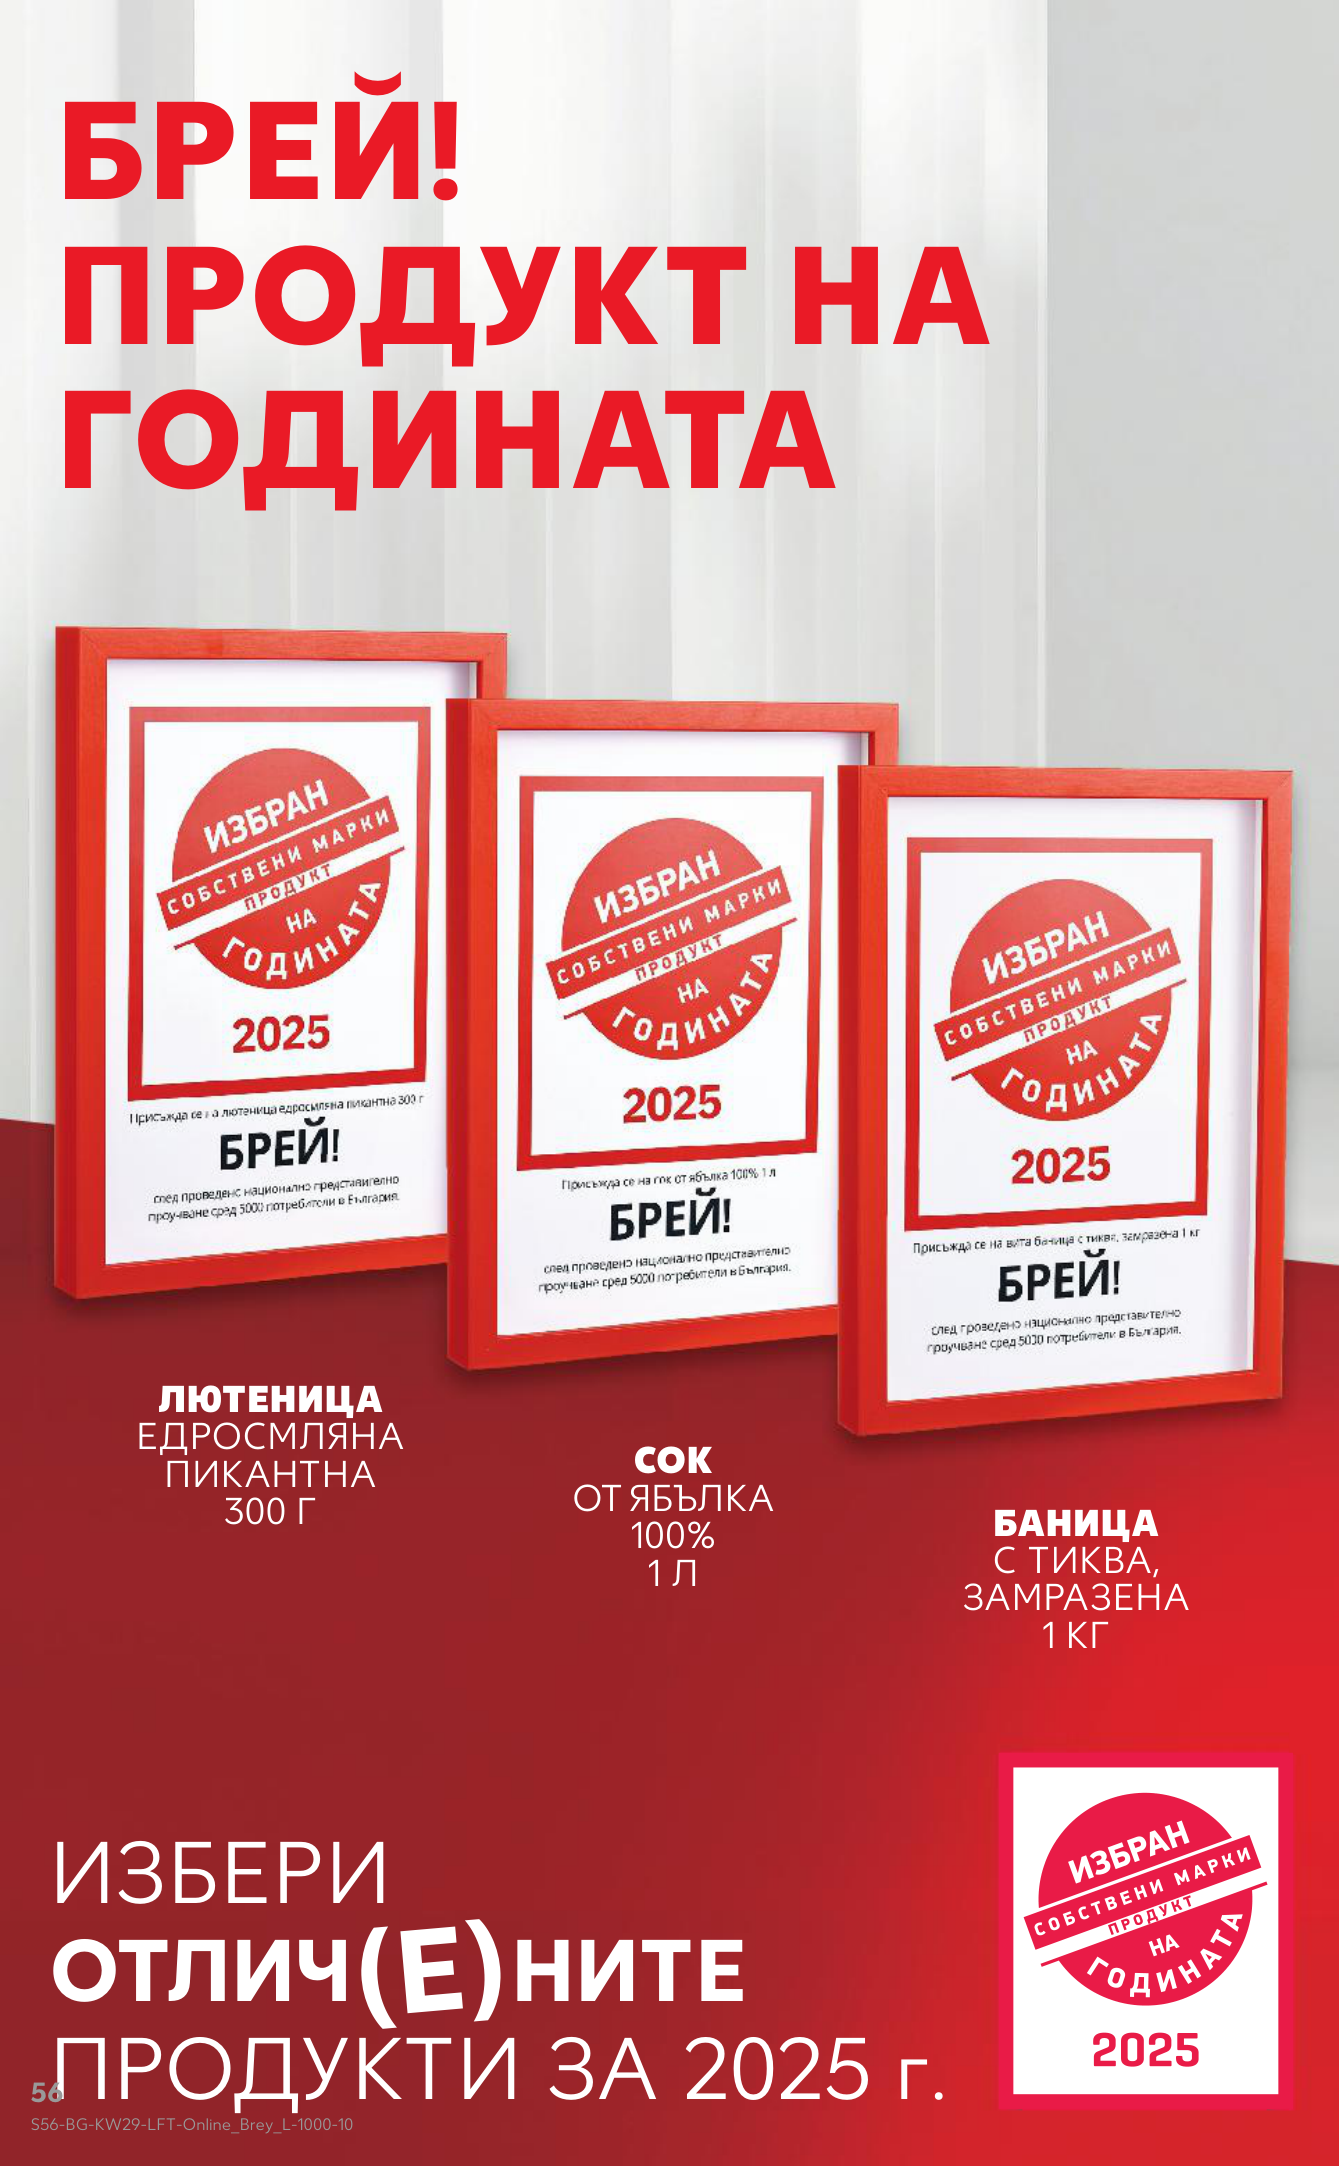 БРЕЙ!
ПРОДУКТ НА
ГОДИНАТА
ИЗБРАН
СОБСТВЕНИ МАРКИ
ПРОДУКТ
НА
ГОДИНАТА
2025
Присъжда се на лютеница едросмляна пикантна 300 г
БРЕЙ!
след проведено национално представително
проучване сред 5000 потребители в България.
ИЗБРАН
СОБСТВЕНИ МАРКИ
ПРОДУКТ
НА
ГОДИНАТА
2025
Присъжда се на сок от ябълка 100% 1 л
БРЕЙ!
след проведено национално представително
проучване сред 5000 потребители в България.
ИЗБРАН
СОБСТВЕНИ МАРКИ
ПРОДУКТ
НА
ГОДИНАТА
2025
Присъжда се на вита баница с тиква, замразена 1 кг
БРЕЙ!
след проведено национално представително
проучване сред 5000 потребители в България.
ЛЮТЕНИЦА
ЕДРОСМЛЯНА
ПИКАНТНА
300 Г
СОК
ОТ ЯБЪЛКА
100%
1 Л
БАНИЦА
С ТИКВА,
ЗАМРАЗЕНА
1 КГ
ИЗБЕРИ
ОТЛИЧ(Е)НИТЕ
ПРОДУКТИ ЗА 2025 г.
ИЗБРАН
СОБСТВЕНИ МАРКИ
ПРОДУКТ
НА
ГОДИНАТА
2025
56
S56-BG-KW29-LFT-Online_Brey_L-1000-10